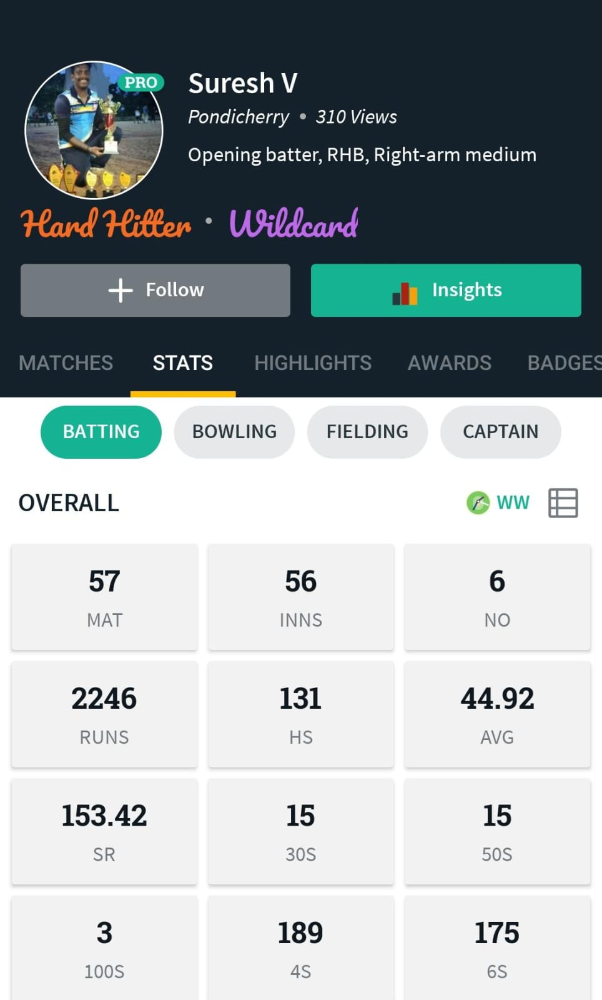 PRO
Suresh V
Pondicherry • 310 Views
Opening batter, RHB, Right-arm medium
Hard Hitter • Wildcard
+ Follow
Insights
MATCHES STATS HIGHLIGHTS AWARDS BADGES
BATTING BOWLING FIELDING CAPTAIN
OVERALL
WW
57 56 6
MAT INNS NO
2246 131 44.92
RUNS HS AVG
153.42 15 15
SR 30S 50S
3 189 175
100S 4S 6S